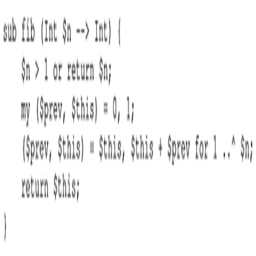 sub fib (Int $n --> Int) {
$n > 1 or return $n;
my ($prev, $this) = 0, 1;
($prev, $this) = $this, $this + $prev for 1 ..^ $n;
return $this;
}